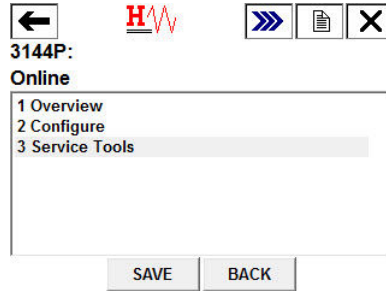 H
3144P:
Online
1 Overview
2 Configure
3 Service Tools
SAVE BACK